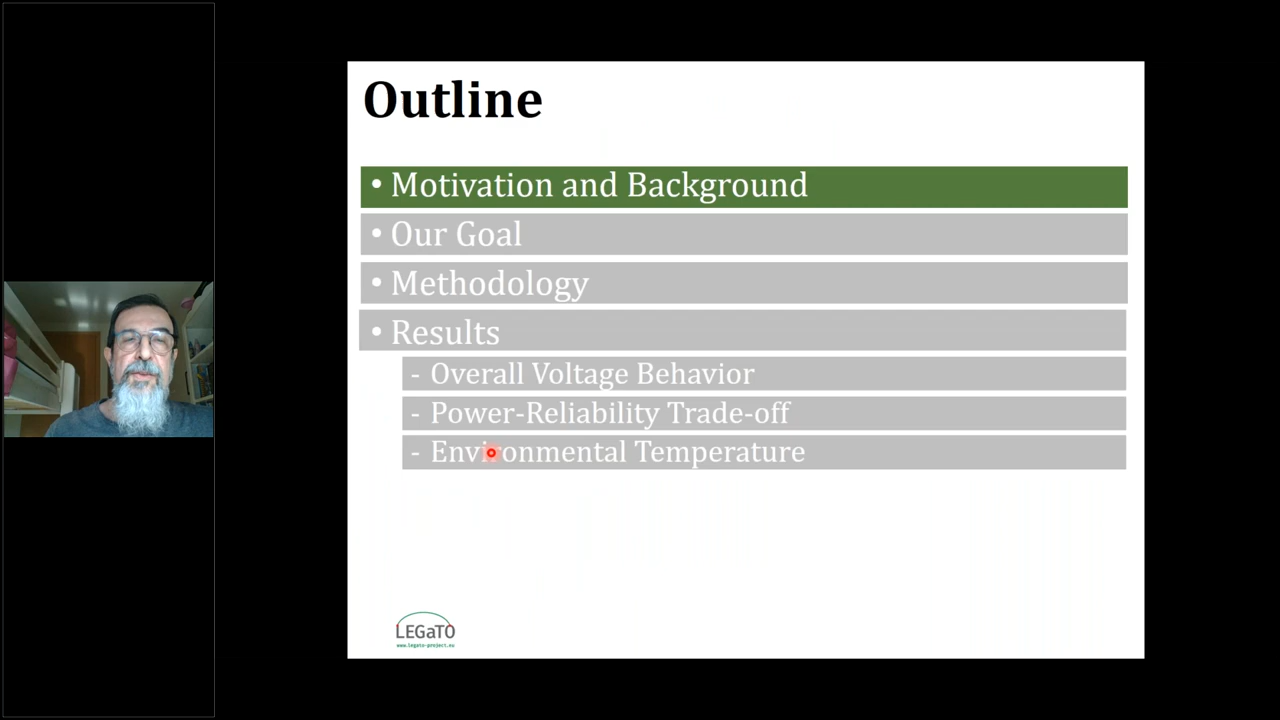 Outline
• Motivation and Background
• Our Goal
• Methodology
• Results
- Overall Voltage Behavior
- Power-Reliability Trade-off
- Environmental Temperature
LEGaTO
www.legato-project.eu